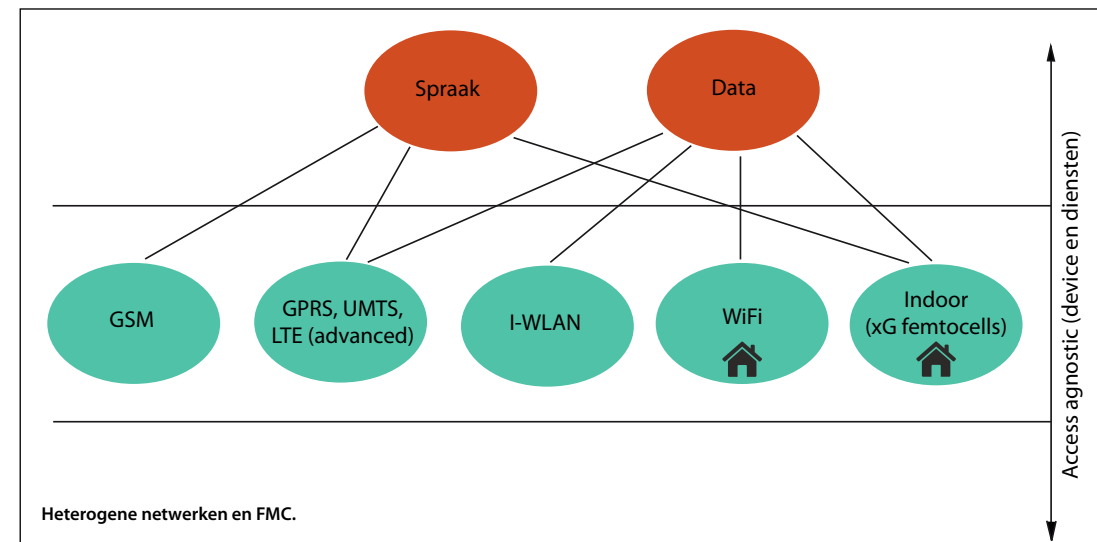 Spraak
Data
GSM
GPRS, UMTS,
LTE (advanced)
I-WLAN
WiFi
Indoor
(xG femtocells)
Access agnostic (device en diensten)
Heterogene netwerken en FMC.